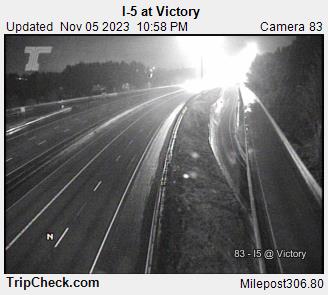 I-5 at Victory
Updated Nov 05 2023 10:58 PM Camera 83
N
83 - I5 @ Victory
TripCheck.com Milepost306.80